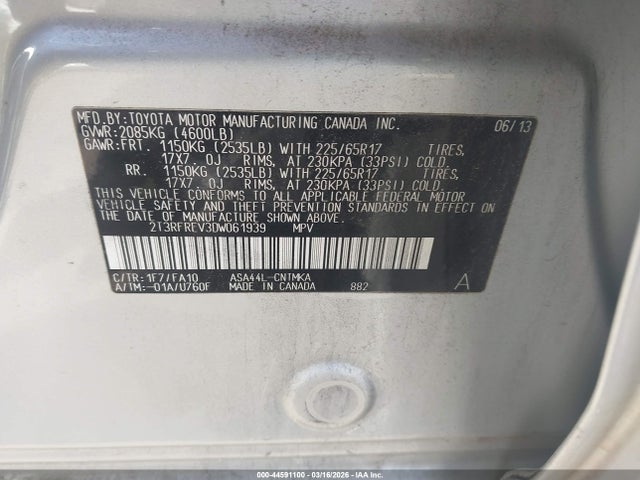 MFD.BY:TOYOTA MOTOR MANUFACTURING CANADA INC. 06/13
GVWR:2085KG (4600LB)
GAWR:FRT. 1150KG (2535LB) WITH 225/65R17 TIRES,
17X7.0J RIMS, AT 230KPA (33PSI) COLD.
RR. 1150KG (2535LB) WITH 225/65R17 TIRES,
17X7.0J RIMS, AT 230KPA (33PSI) COLD.
THIS VEHICLE CONFORMS TO ALL APPLICABLE FEDERAL MOTOR
VEHICLE SAFETY AND THEFT PREVENTION STANDARDS IN EFFECT ON
THE DATE OF MANUFACTURE SHOWN ABOVE.
2T3RFREV3DW061939 MPV
C/TR:1F7/FA10 ASA44L-CNTMKA
A/TM:-01A/U760F MADE IN CANADA 882 A
000-44591100 - 03/16/2026 - IAAI.COM